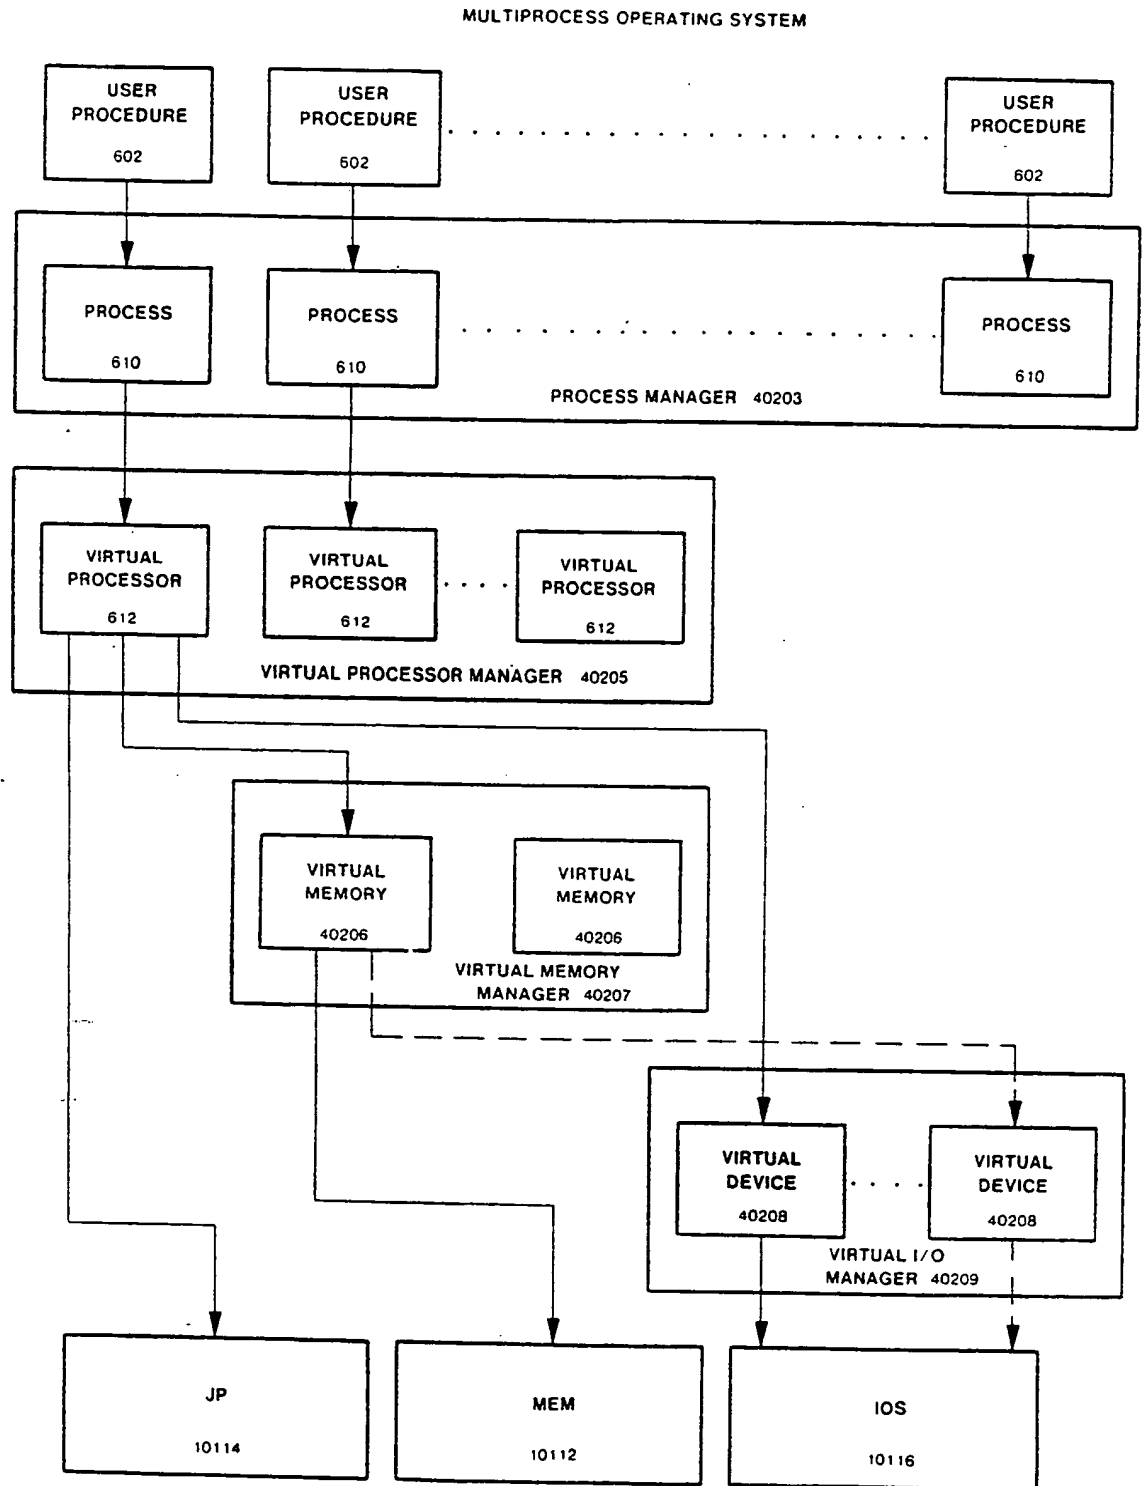 MULTIPROCESS OPERATING SYSTEM
USER
PROCEDURE
602
USER
PROCEDURE
602
USER
PROCEDURE
602
PROCESS
610
PROCESS
610
PROCESS
610
PROCESS MANAGER 40203
VIRTUAL
PROCESSOR
612
VIRTUAL
PROCESSOR
612
VIRTUAL
PROCESSOR
612
VIRTUAL PROCESSOR MANAGER 40205
VIRTUAL
MEMORY
40206
VIRTUAL
MEMORY
40206
VIRTUAL MEMORY
MANAGER 40207
VIRTUAL
DEVICE
40208
VIRTUAL
DEVICE
40208
VIRTUAL I/O
MANAGER 40209
JP
10114
MEM
10112
IOS
10116